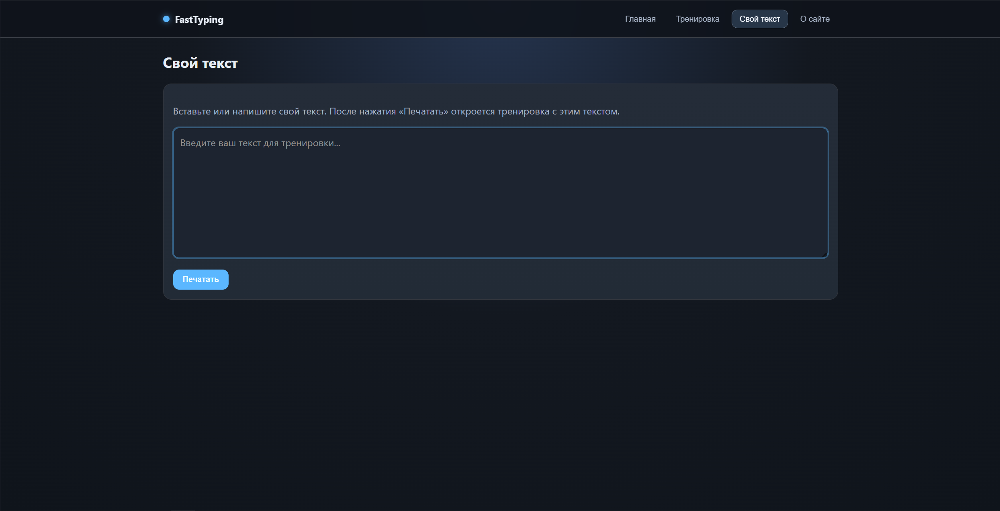 FastTyping
Главная
Тренировка
Свой текст
О сайте
Свой текст
Вставьте или напишите свой текст. После нажатия «Печатать» откроется тренировка с этим текстом.
Введите ваш текст для тренировки...
Печатать